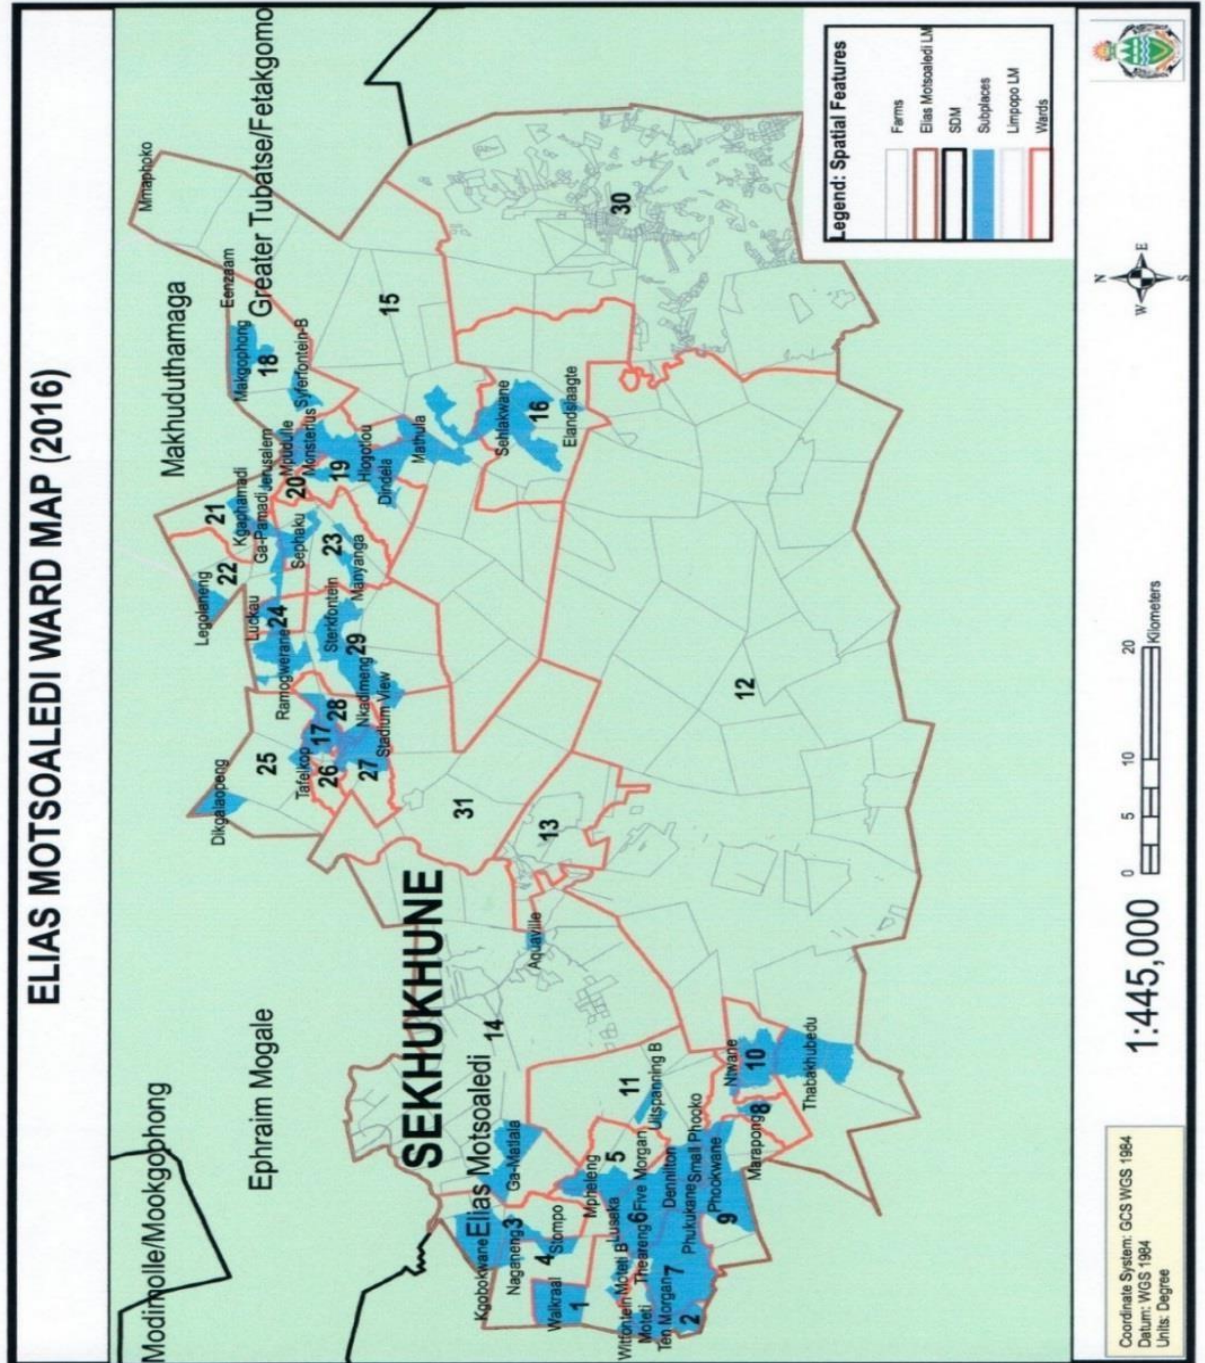 ELIAS MOTSOALEDI WARD MAP (2016)
Modimolle/Mookgophong
Ephraim Mogale
Makhuduthamaga
Greater Tubatse/Fetakgomo
SEKHUKHUNE
Elias Motsoaledi
Mmaphoko
Eenzaam
Makgophong
18
Syferfontein-B
15
30
21
Kgaphamadi
Ga-Pamadi
Jerusalem
Mpudulle
Monsterlus
20
19
Hlogotlou
Dindela
Mathula
Sehlakwane
16
Elandslaagte
Legolaneng
22
Sephaku
23
Manyanga
Luckau
24
Ramogwerane
Sterkfontein
29
Nkadimeng
Stadium View
28
17
Tafelkop
26
27
25
Dikgalaopeng
31
13
12
Aquaville
14
Kgobokwane
Naganeng
3
Ga-Matlala
4
Stompo
Walkraal
1
Mpheleng
5
Lusaka
6
Five Morgan
11
Uitspanning B
Witfontein
Moteti B
Moteti
Theareng
Dennilton
Small Phooko
Ten Morgan
7
Phukukane
Phookwane
2
9
Marapong
8
Ntwane
10
Thabakhubedu
Legend: Spatial Features
Farms
Elias Motsoaledi LM
SDM
Subplaces
Limpopo LM
Wards
N
W
E
S
Coordinate System: GCS WGS 1984
Datum: WGS 1984
Units: Degree
1:445,000
0 5 10 20
Kilometers